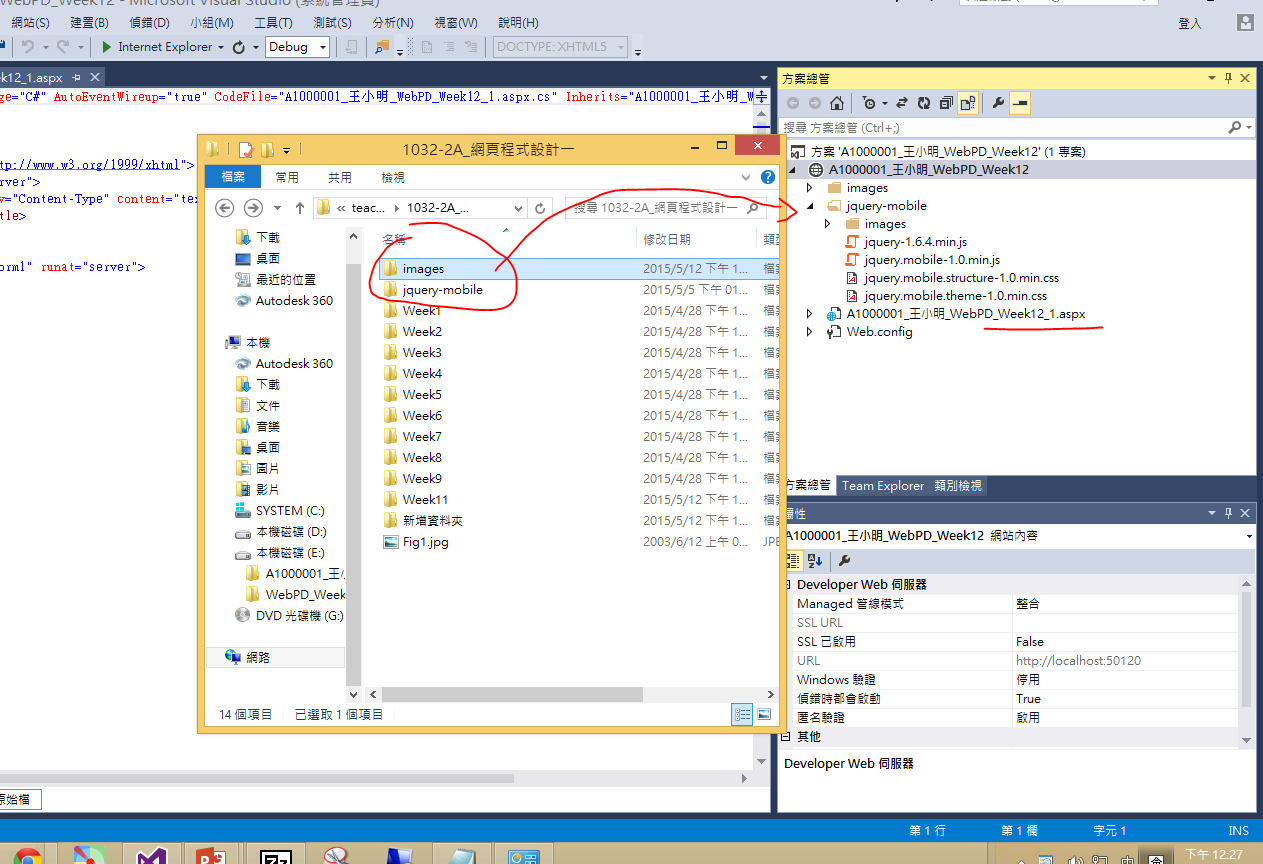 WebPD_Week12 - Microsoft Visual Studio (系統管理員)
網站(S) 建置(B) 偵錯(D) 小組(M) 工具(T) 測試(S) 分析(N) 視窗(W) 說明(H) 登入
Internet Explorer Debug DOCTYPE: XHTML5
k12_1.aspx
ge="C#" AutoEventWireup="true" CodeFile="A1000001_王小明_WebPD_Week12_1.aspx.cs" Inherits="A1000001_王小明_W
tp://www.w3.org/1999/xhtml">
rver">
v="Content-Type" content="te
tle>
orm1" runat="server">
原始檔
1032-2A_網頁程式設計一
檔案 常用 共用 檢視
« teac... 1032-2A_... 搜尋 1032-2A_網頁程式設計一
下載
桌面
最近的位置
Autodesk 360
本機
Autodesk 360
下載
文件
音樂
桌面
圖片
影片
SYSTEM (C:)
本機磁碟 (D:)
本機磁碟 (E:)
A1000001_王小
WebPD_Week
DVD 光碟機 (G:)
網路
名稱 修改日期 類型
images 2015/5/12 下午 1... 檔案
jquery-mobile 2015/5/5 下午 01... 檔案
Week1 2015/4/28 下午 1... 檔案
Week2 2015/4/28 下午 1... 檔案
Week3 2015/4/28 下午 1... 檔案
Week4 2015/4/28 下午 1... 檔案
Week5 2015/4/28 下午 1... 檔案
Week6 2015/4/28 下午 1... 檔案
Week7 2015/4/28 下午 1... 檔案
Week8 2015/4/28 下午 1... 檔案
Week9 2015/4/28 下午 1... 檔案
Week11 2015/5/12 下午 1... 檔案
新增資料夾 2015/5/12 下午 1... 檔案
Fig1.jpg 2003/6/12 上午 0... JPE
14 個項目 已選取 1 個項目
方案總管
搜尋 方案總管 (Ctrl+;)
方案 'A1000001_王小明_WebPD_Week12' (1 專案)
A1000001_王小明_WebPD_Week12
images
jquery-mobile
images
jquery-1.6.4.min.js
jquery.mobile-1.0.min.js
jquery.mobile.structure-1.0.min.css
jquery.mobile.theme-1.0.min.css
A1000001_王小明_WebPD_Week12_1.aspx
Web.config
方案總管 Team Explorer 類別檢視
屬性
A1000001_王小明_WebPD_Week12 網站內容
Developer Web 伺服器
Managed 管線模式 整合
SSL URL
SSL 已啟用 False
URL http://localhost:50120
Windows 驗證 停用
偵錯時都會啟動 True
匿名驗證 啟用
其他
Developer Web 伺服器
第 1 行 第 1 欄 字元 1 INS
下午 12:27